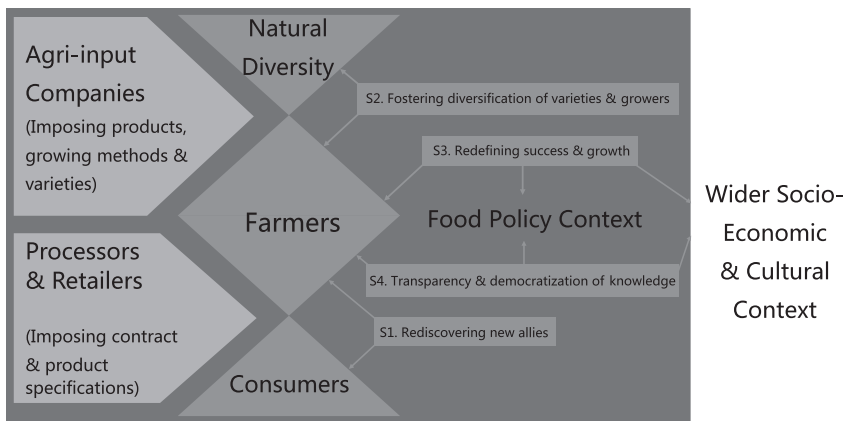 Agri-input
Companies
(Imposing products,
growing methods &
varieties)
Processors
& Retailers
(Imposing contract
& product
specifications)
Natural
Diversity
Farmers
Consumers
S2. Fostering diversification of varieties & growers
S3. Redefining success & growth
Food Policy Context
S4. Transparency & democratization of knowledge
S1. Rediscovering new allies
Wider Socio-
Economic
& Cultural
Context